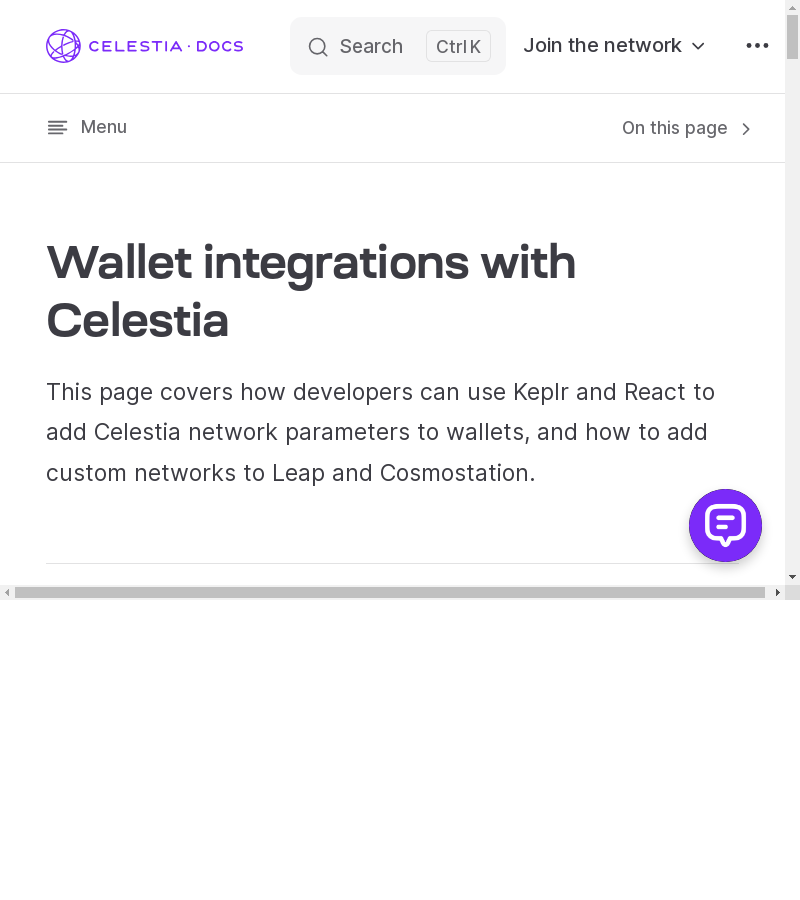 CELESTIA · DOCS
Search
Ctrl K
Join the network
Menu
On this page
Wallet integrations with
Celestia
This page covers how developers can use Keplr and React to
add Celestia network parameters to wallets, and how to add
custom networks to Leap and Cosmostation.